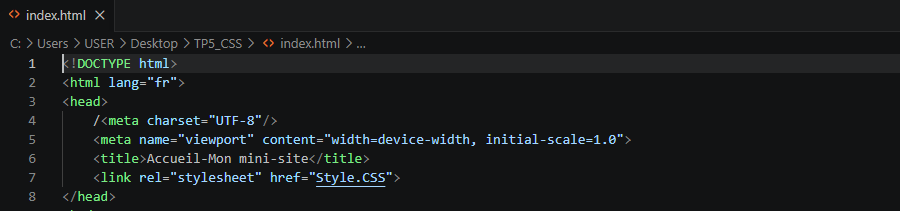 index.html
C: > Users > USER > Desktop > TP5_CSS > index.html > ...
1 <!DOCTYPE html>
2 <html lang="fr">
3 <head>
4 /<meta charset="UTF-8"/>
5 <meta name="viewport" content="width=device-width, initial-scale=1.0">
6 <title>Accueil-Mon mini-site</title>
7 <link rel="stylesheet" href="Style.CSS">
8 </head>